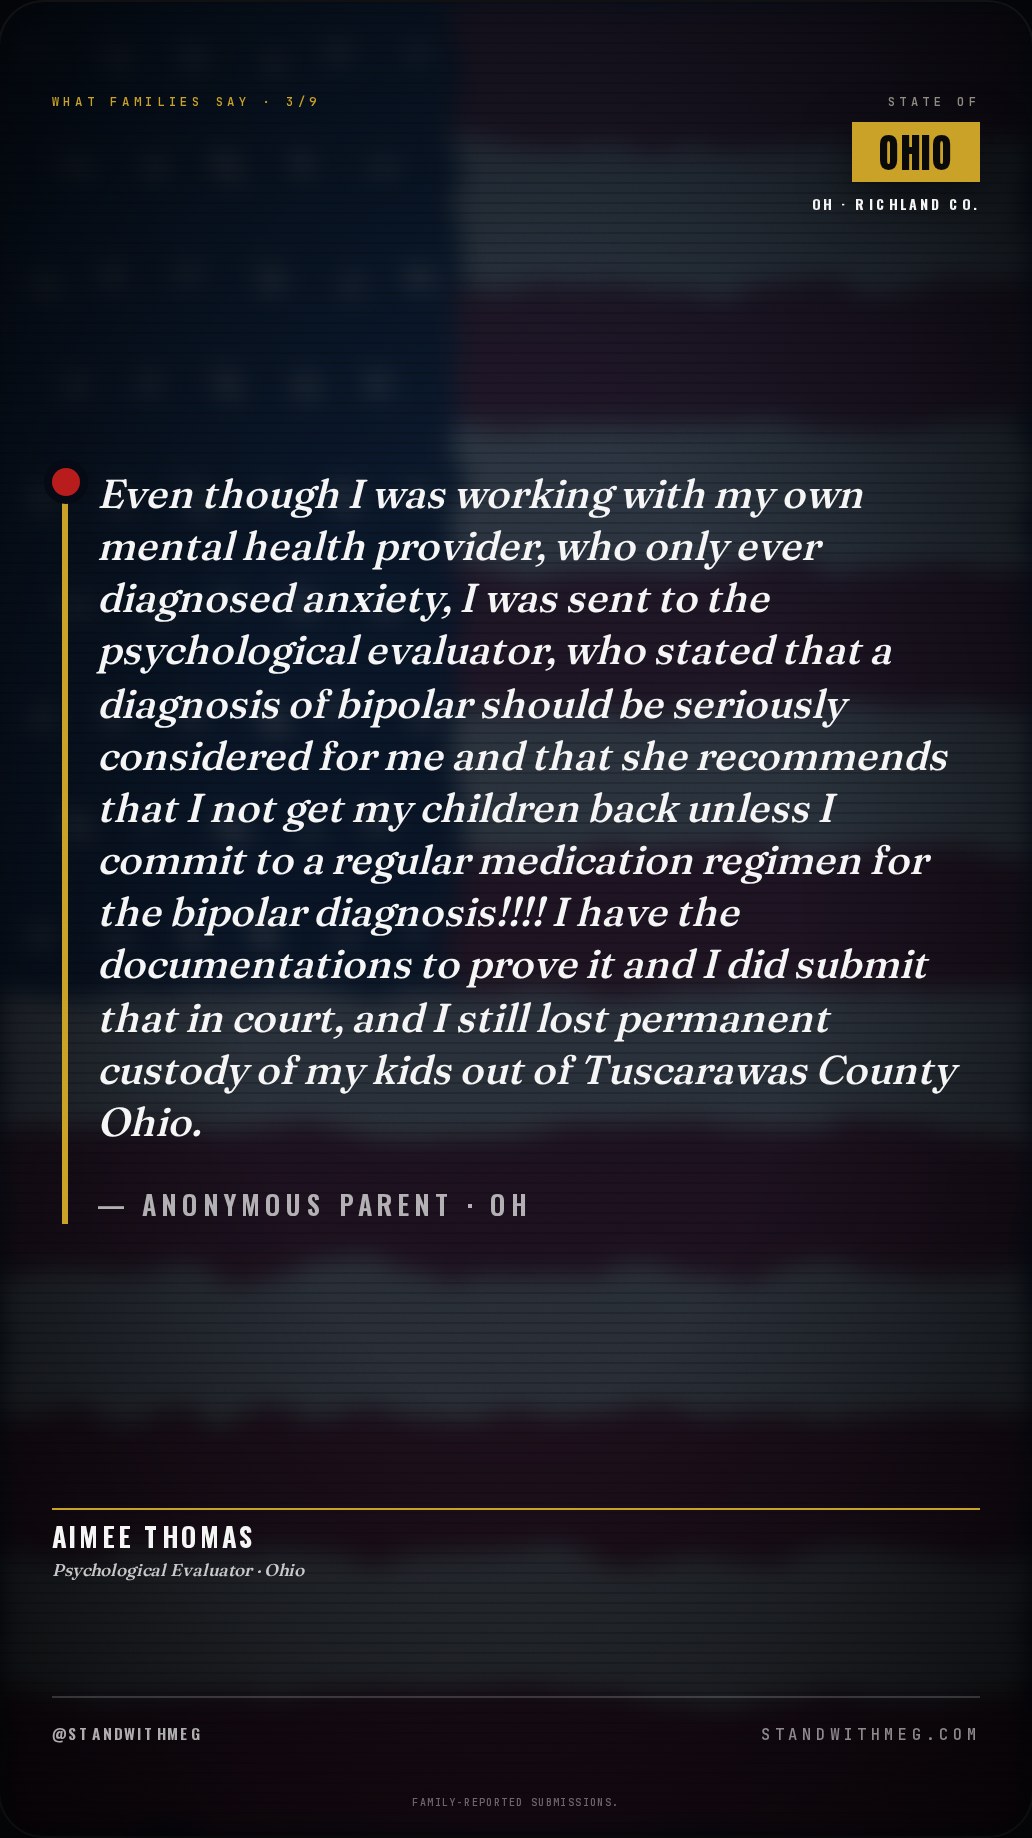 WHAT FAMILIES SAY · 3/9
STATE OF
OHIO
OH · RICHLAND CO.
Even though I was working with my own
mental health provider, who only ever
diagnosed anxiety, I was sent to the
psychological evaluator, who stated that a
diagnosis of bipolar should be seriously
considered for me and that she recommends
that I not get my children back unless I
commit to a regular medication regimen for
the bipolar diagnosis!!!! I have the
documentations to prove it and I did submit
that in court, and I still lost permanent
custody of my kids out of Tuscarawas County
Ohio.
— ANONYMOUS PARENT · OH
AIMEE THOMAS
Psychological Evaluator · Ohio
@STANDWITHMEG
STANDWITHMEG.COM
FAMILY-REPORTED SUBMISSIONS.